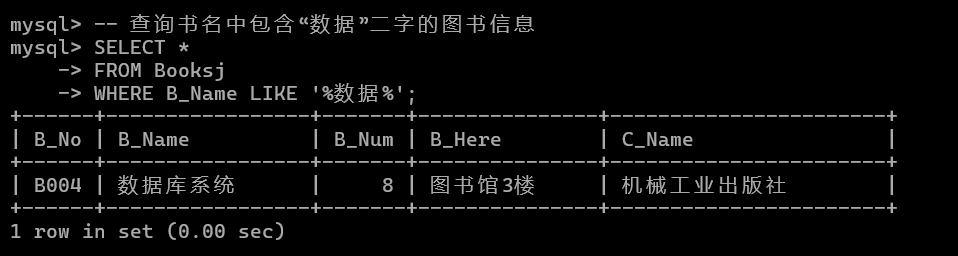 mysql> -- 查询书名中包含“数据”二字的图书信息
mysql> SELECT *
    -> FROM Booksj
    -> WHERE B_Name LIKE '%数据%';
+------+-----------------+-------+---------------+-----------------------+
| B_No | B_Name          | B_Num | B_Here        | C_Name                |
+------+-----------------+-------+---------------+-----------------------+
| B004 | 数据库系统      |     8 | 图书馆3楼     | 机械工业出版社        |
+------+-----------------+-------+---------------+-----------------------+
1 row in set (0.00 sec)